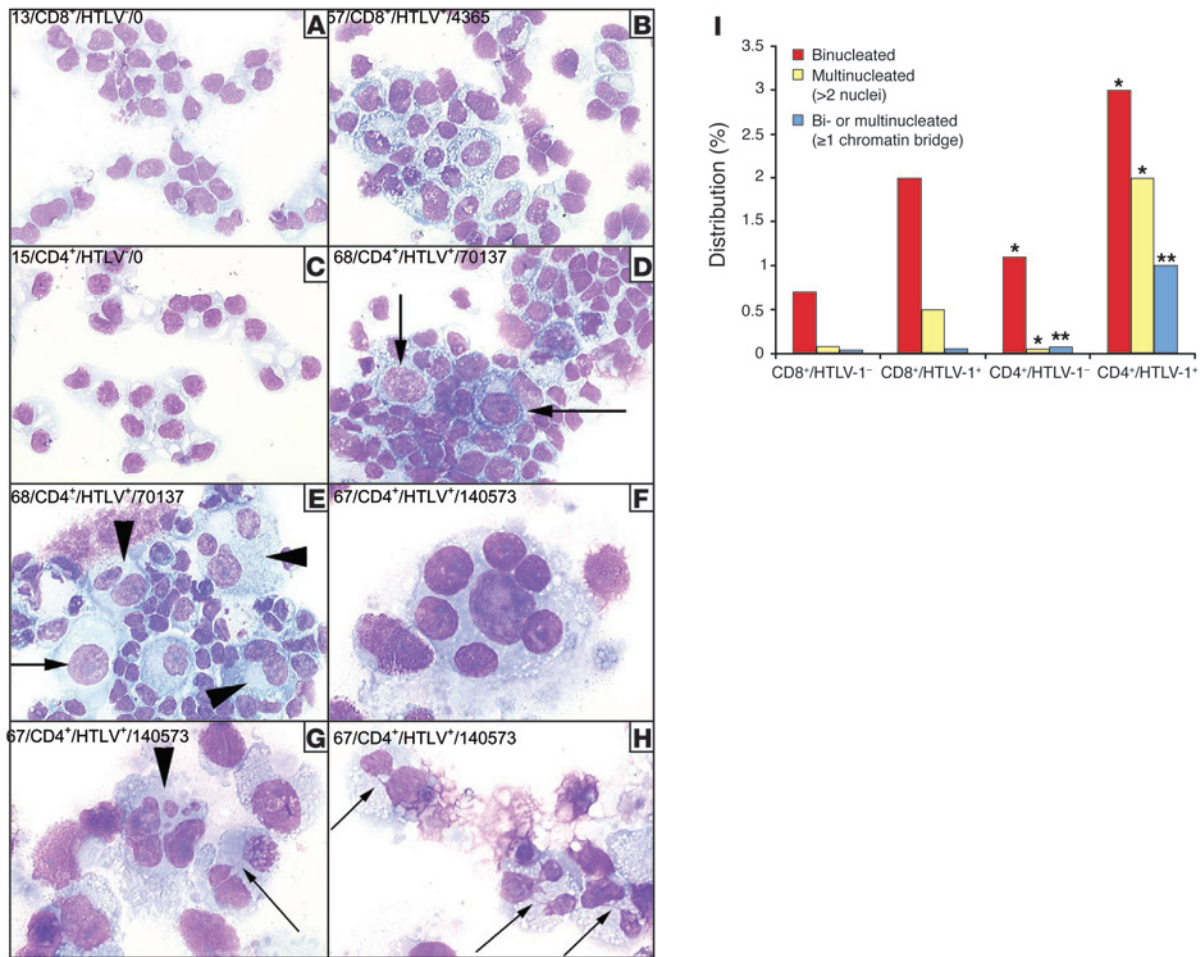 13/CD8⁺/HTLV⁻/0
A
57/CD8⁺/HTLV⁺/4365
B
15/CD4⁺/HTLV⁻/0
C
68/CD4⁺/HTLV⁺/70137
D
68/CD4⁺/HTLV⁺/70137
E
67/CD4⁺/HTLV⁺/140573
F
67/CD4⁺/HTLV⁺/140573
G
67/CD4⁺/HTLV⁺/140573
H
I
Binucleated
Multinucleated
(>2 nuclei)
Bi- or multinucleated
(≥1 chromatin bridge)
Distribution (%)
3.5
3
2.5
2
1.5
1
0.5
0
* * ** * * **
CD8⁺/HTLV-1⁻ CD8⁺/HTLV-1⁺ CD4⁺/HTLV-1⁻ CD4⁺/HTLV-1⁺